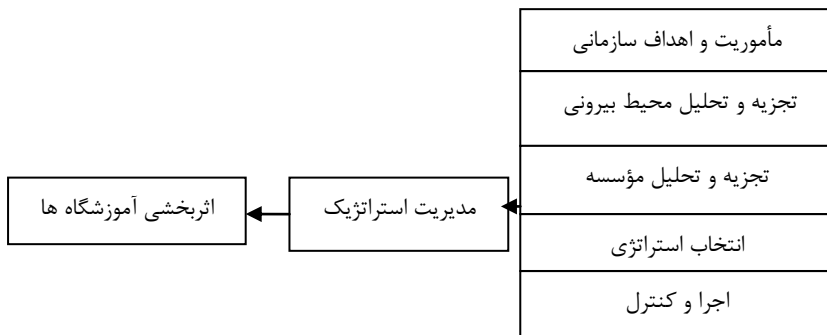 مأموریت و اهداف سازمانی
تجزیه و تحلیل محیط بیرونی
تجزیه و تحلیل مؤسسه
انتخاب استراتژی
اجرا و کنترل
مدیریت استراتژیک
اثربخشی آموزشگاه ها